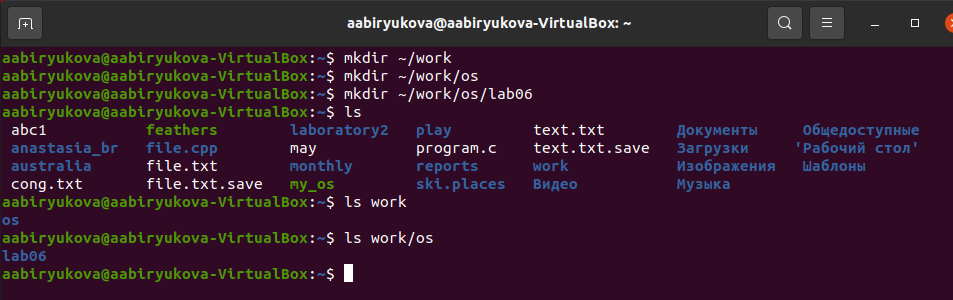 aabiryukova@aabiryukova-VirtualBox: ~
aabiryukova@aabiryukova-VirtualBox:~$ mkdir ~/work
aabiryukova@aabiryukova-VirtualBox:~$ mkdir ~/work/os
aabiryukova@aabiryukova-VirtualBox:~$ mkdir ~/work/os/lab06
aabiryukova@aabiryukova-VirtualBox:~$ ls
abc1 feathers laboratory2 play text.txt Документы Общедоступные
anastasia_br file.cpp may program.c text.txt.save Загрузки 'Рабочий стол'
australia file.txt monthly reports work Изображения Шаблоны
cong.txt file.txt.save my_os ski.places Видео Музыка
aabiryukova@aabiryukova-VirtualBox:~$ ls work
os
aabiryukova@aabiryukova-VirtualBox:~$ ls work/os
lab06
aabiryukova@aabiryukova-VirtualBox:~$